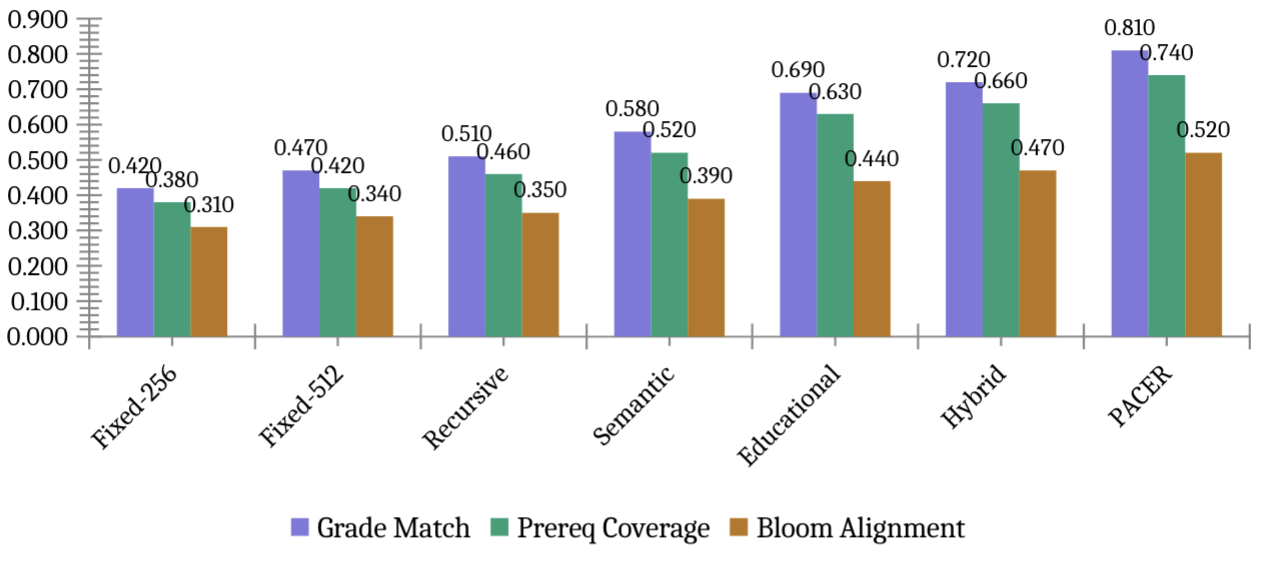 0.900
0.800
0.700
0.600
0.500
0.400
0.300
0.200
0.100
0.000
0.420 0.380 0.310
0.470 0.420 0.340
0.510 0.460 0.350
0.580 0.520 0.390
0.690 0.630 0.440
0.720 0.660 0.470
0.810 0.740 0.520
Fixed-256
Fixed-512
Recursive
Semantic
Educational
Hybrid
PACER
Grade Match Prereq Coverage Bloom Alignment